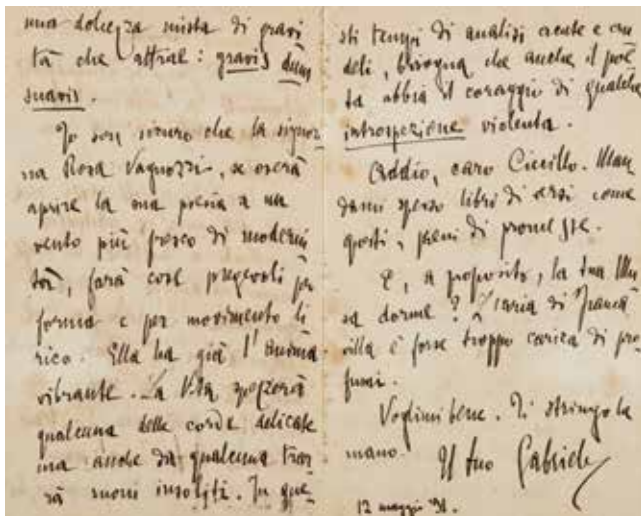 una dolcezza mista di gravi
tà che attrae: gravis dum
suavis.
Io son sicuro che la signori
na Rosa Vagnozzi, se oserà
aprire la sua poesia a un
vento più fresco di moderni
tà, farà cose pregevoli per
forma e per movimento li
rico. Ella ha già l'anima
vibrante. La Vita spezzerà
qualcuna delle corde delicate
ma anche da qualcuna trar
rà suoni insoliti. In que-
sti tempi di analisi acute e cru
deli, bisogna che anche il poe
ta abbia il coraggio di qualche
introspezione violenta.
Addio, caro Ciccillo. Man
dami spesso libri di versi come
questi, pieni di promesse.
E, a proposito, la tua Mu
sa dorme? L'aria di Franca
villa è forse troppo carica di pro
fumi.
Voglimi bene. Ti stringo la
mano.
Il tuo Gabriele
12 maggio '91.